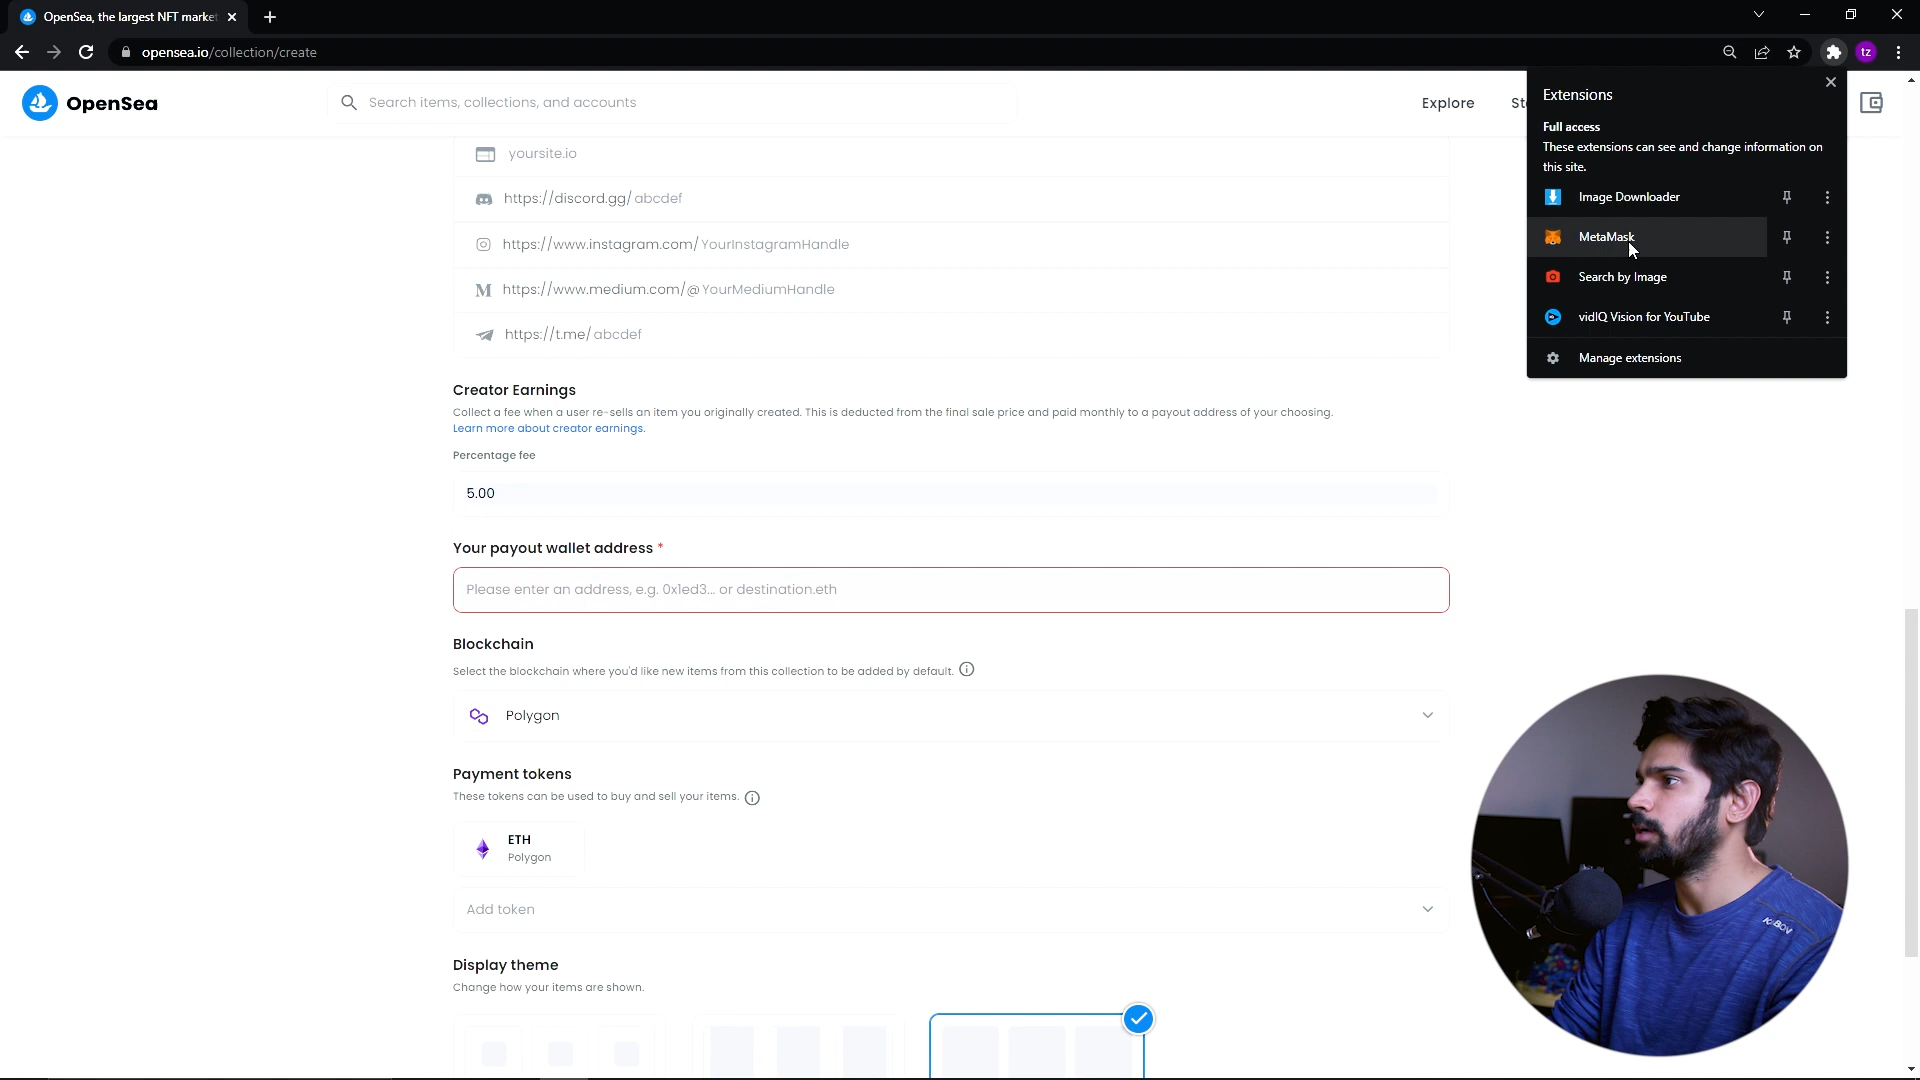 OpenSea, the largest NFT market
tz
opensea.io/collection/create
OpenSea
Search items, collections, and accounts
Explore
St
Extensions
Full access
These extensions can see and change information on
this site.
Image Downloader
MetaMask
Search by Image
vidIQ Vision for YouTube
Manage extensions
yoursite.io
https://discord.gg/abcdef
https://www.instagram.com/YourInstagramHandle
https://www.medium.com/@YourMediumHandle
https://t.me/abcdef
Creator Earnings
Collect a fee when a user re-sells an item you originally created. This is deducted from the final sale price and paid monthly to a payout address of your choosing.
Learn more about creator earnings.
Percentage fee
5.00
Your payout wallet address *
Please enter an address, e.g. 0x1ed3... or destination.eth
Blockchain
Select the blockchain where you'd like new items from this collection to be added by default.
Polygon
Payment tokens
These tokens can be used to buy and sell your items.
ETH
Polygon
Add token
Display theme
Change how your items are shown.